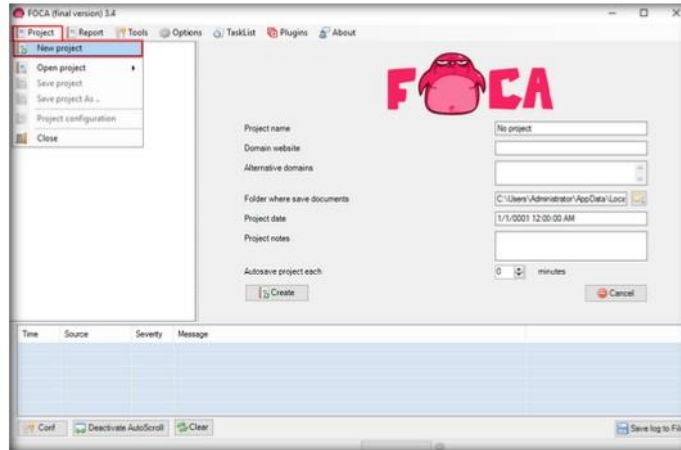 FOCA (final version) 3.4
Project Report Tools Options TaskList Plugins About
New project
Open project
Save project
Save project As ..
Project configuration
Close
FOCA
Project name No project
Domain website
Alternative domains
Folder where save documents C:\Users\Administrator\AppData\Loca
Project date 1/1/0001 12:00:00 AM
Project notes
Autosave project each 0 minutes
Create Cancel
Time Source Severity Message
Conf Deactivate AutoScroll Clear Save log to Fil